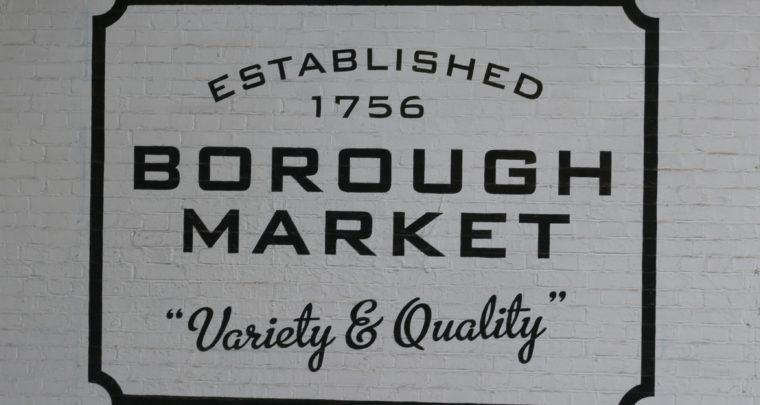 ESTABLISHED
1756
BOROUGH
MARKET
“Variety & Quality”